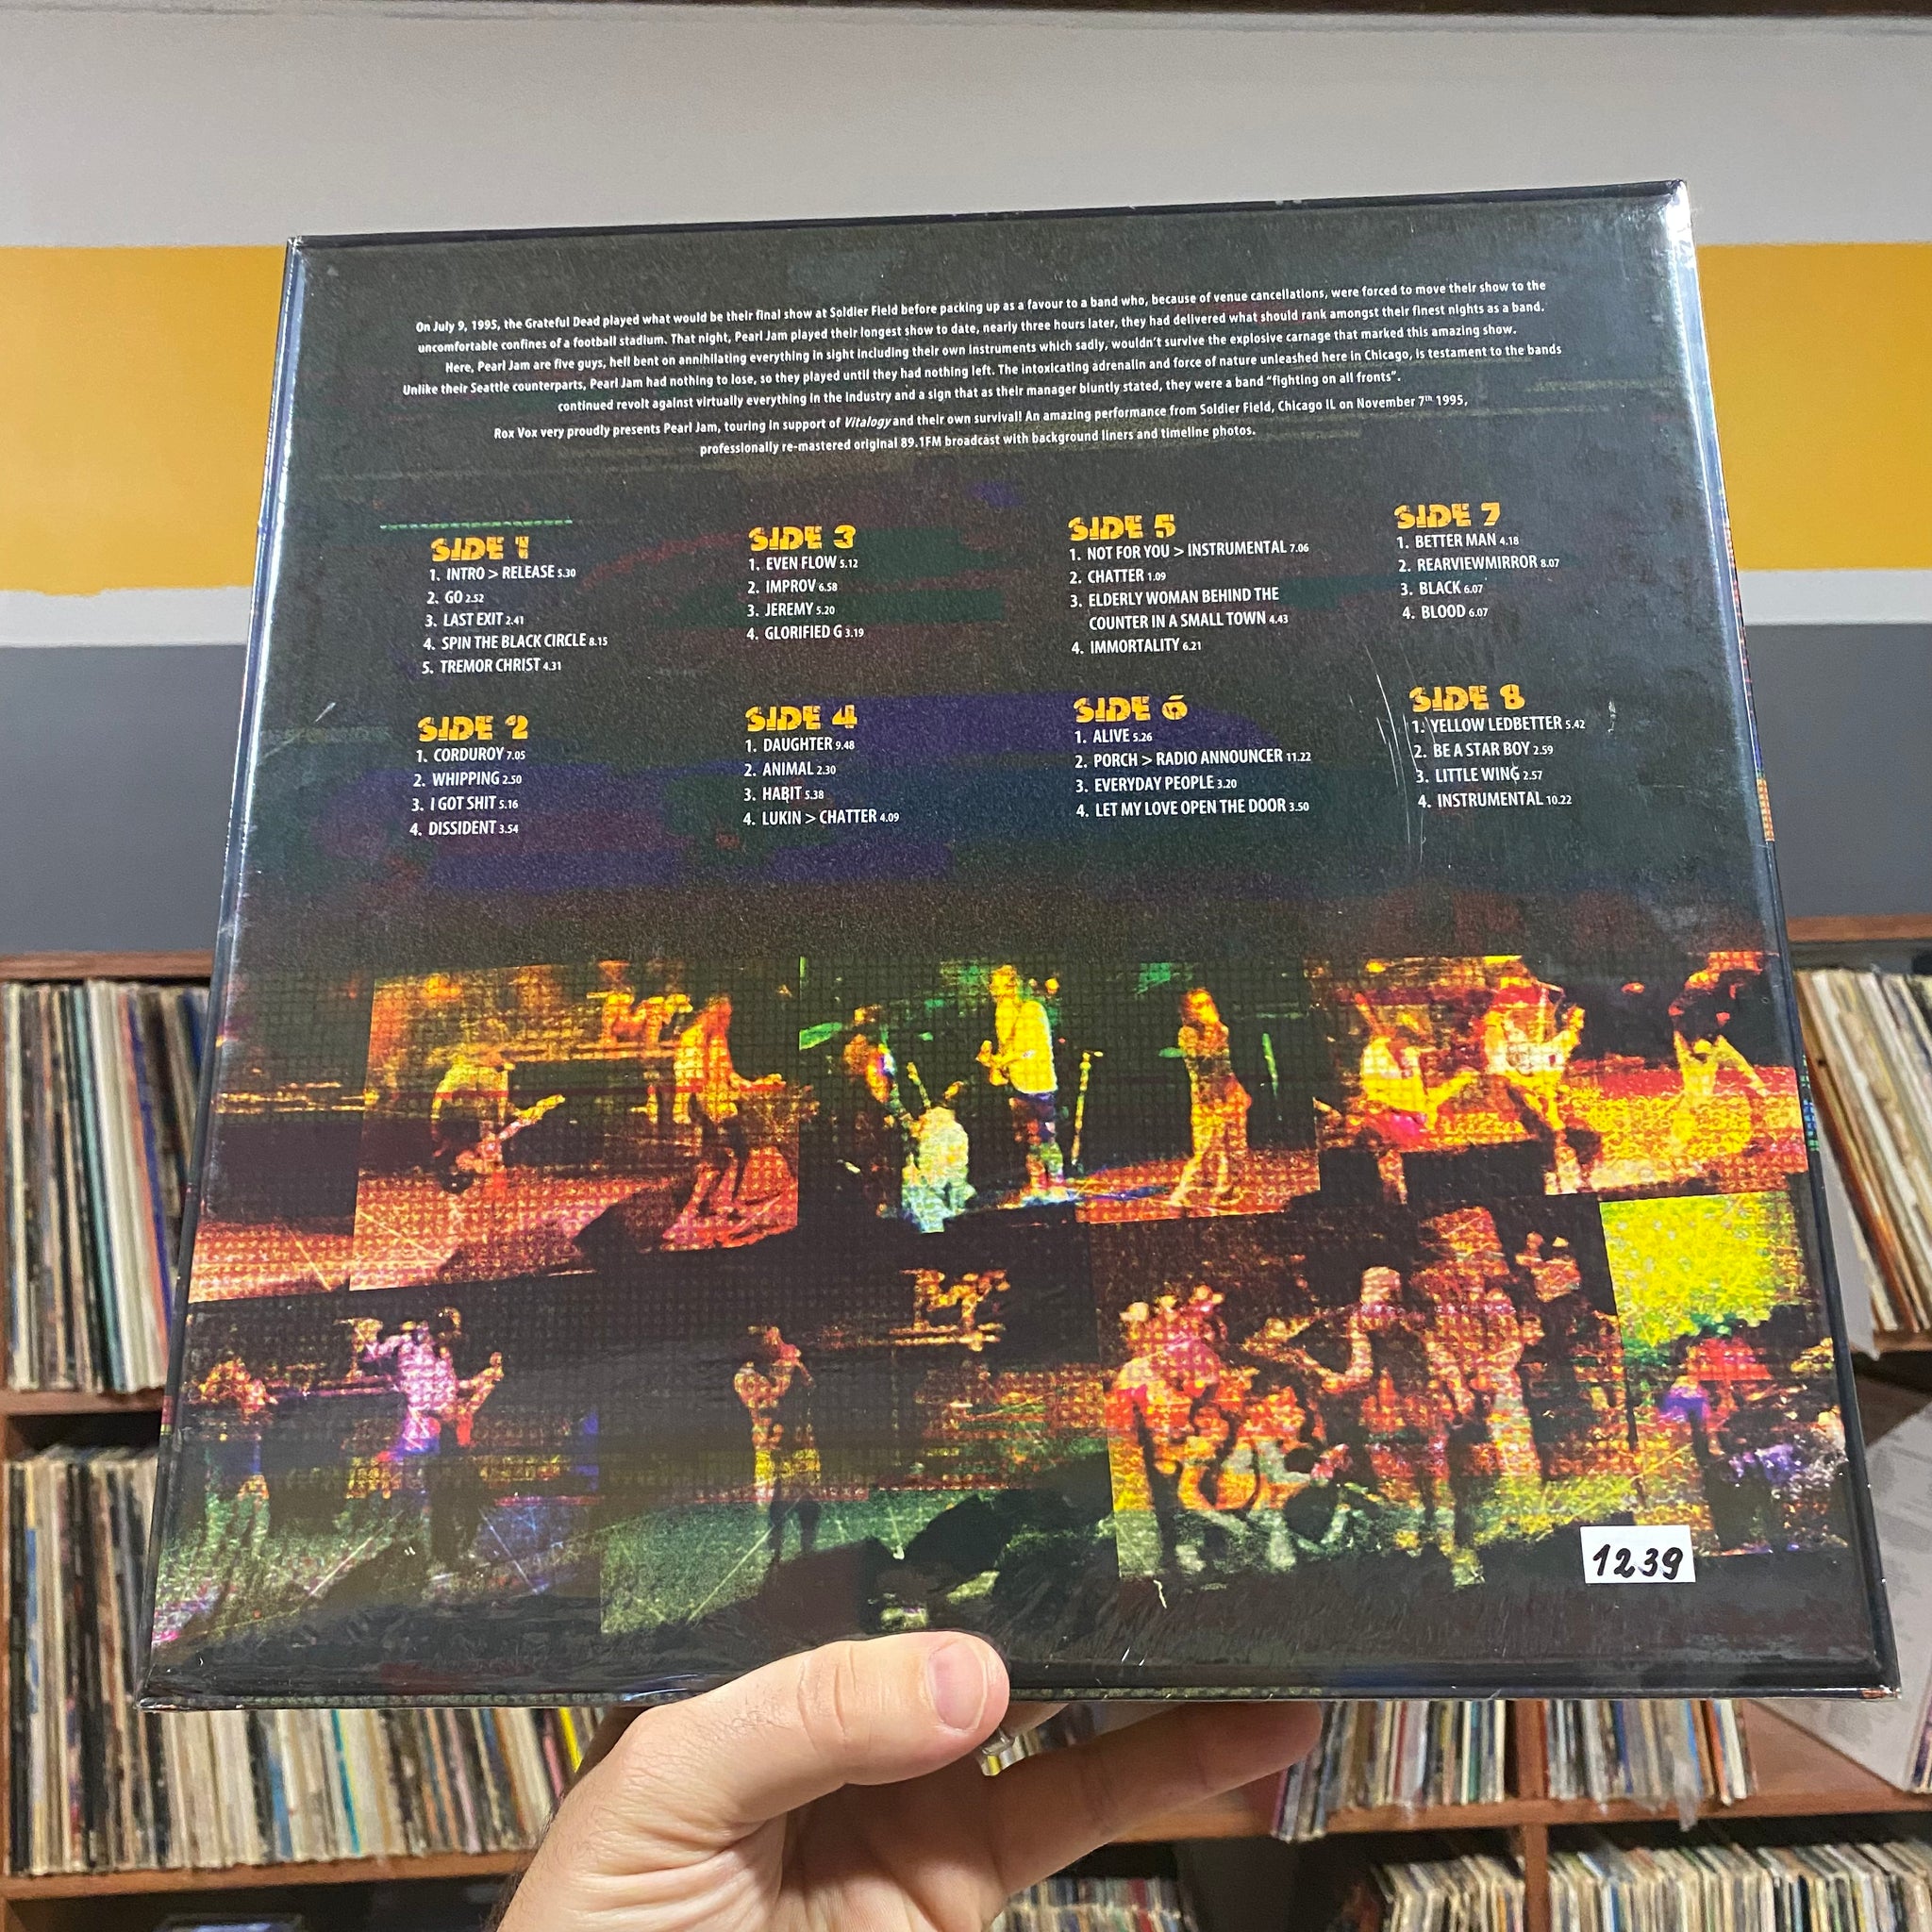 On July 9, 1995, the Grateful Dead played what would be their final show at Soldier Field before packing up as a favour to a band who, because of venue cancellations, were forced to move their show to the
uncomfortable confines of a football stadium. That night, Pearl Jam played their longest show to date, nearly three hours later, they had delivered what should rank amongst their finest nights as a band.
Here, Pearl Jam are five guys, hell bent on annihilating everything in sight including their own instruments which sadly, wouldn't survive the explosive carnage that marked this amazing show.
Unlike their Seattle counterparts, Pearl Jam had nothing to lose, so they played until they had nothing left. The intoxicating adrenalin and force of nature unleashed here in Chicago, is testament to the bands
continued revolt against virtually everything in the industry and a sign that as their manager bluntly stated, they were a band "fighting on all fronts".
Rox Vox very proudly presents Pearl Jam, touring in support of Vitalogy and their own survival! An amazing performance from Soldier Field, Chicago IL on November 7th 1995,
professionally re-mastered original 89.1FM broadcast with background liners and timeline photos.
SIDE 1
1. INTRO > RELEASE 5.30
2. GO 2.52
3. LAST EXIT 2.41
4. SPIN THE BLACK CIRCLE 8.15
5. TREMOR CHRIST 4.31
SIDE 2
1. CORDUROY 7.05
2. WHIPPING 2.50
3. I GOT SHIT 5.16
4. DISSIDENT 3.54
SIDE 3
1. EVEN FLOW 5.12
2. IMPROV 6.58
3. JEREMY 5.20
4. GLORIFIED G 3.19
SIDE 4
1. DAUGHTER 9.48
2. ANIMAL 2.30
3. HABIT 5.38
4. LUKIN > CHATTER 4.09
SIDE 5
1. NOT FOR YOU > INSTRUMENTAL 7.06
2. CHATTER 1.09
3. ELDERLY WOMAN BEHIND THE
COUNTER IN A SMALL TOWN 4.43
4. IMMORTALITY 6.21
SIDE 6
1. ALIVE 5.26
2. PORCH > RADIO ANNOUNCER 11.22
3. EVERYDAY PEOPLE 3.20
4. LET MY LOVE OPEN THE DOOR 3.50
SIDE 7
1. BETTER MAN 4.18
2. REARVIEWMIRROR 8.07
3. BLACK 6.07
4. BLOOD 6.07
SIDE 8
1. YELLOW LEDBETTER 5.42
2. BE A STAR BOY 2.59
3. LITTLE WING 2.57
4. INSTRUMENTAL 10.22
1239